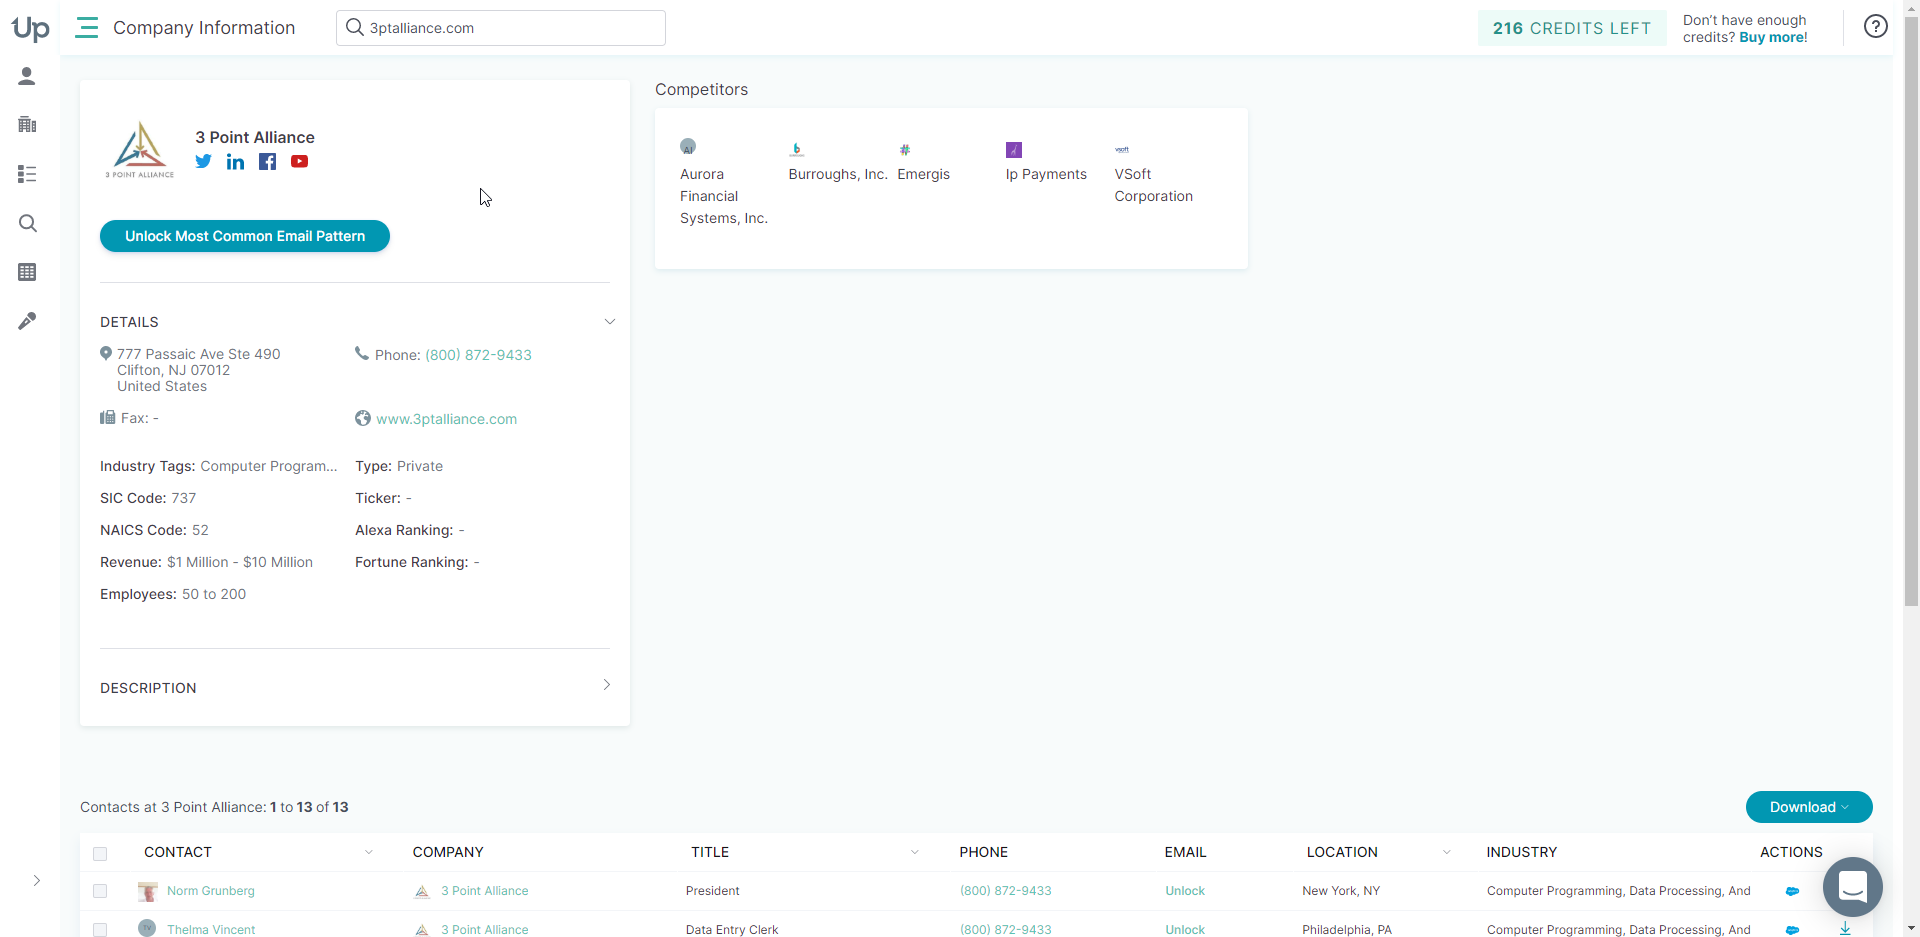 Up
Company Information
3ptalliance.com
216 CREDITS LEFT
Don't have enough
credits? Buy more!
3 POINT ALLIANCE
3 Point Alliance
Unlock Most Common Email Pattern
DETAILS
777 Passaic Ave Ste 490
Clifton, NJ 07012
United States
Phone: (800) 872-9433
Fax: -
www.3ptalliance.com
Industry Tags: Computer Program...
Type: Private
SIC Code: 737
Ticker: -
NAICS Code: 52
Alexa Ranking: -
Revenue: $1 Million - $10 Million
Fortune Ranking: -
Employees: 50 to 200
DESCRIPTION
Competitors
AI
Aurora
Financial
Systems, Inc.
Burroughs, Inc.
Emergis
Ip Payments
vsoft
VSoft
Corporation
Contacts at 3 Point Alliance: 1 to 13 of 13
Download
CONTACT COMPANY TITLE PHONE EMAIL LOCATION INDUSTRY ACTIONS
Norm Grunberg 3 Point Alliance President (800) 872-9433 Unlock New York, NY Computer Programming, Data Processing, And
TV Thelma Vincent 3 Point Alliance Data Entry Clerk (800) 872-9433 Unlock Philadelphia, PA Computer Programming, Data Processing, And